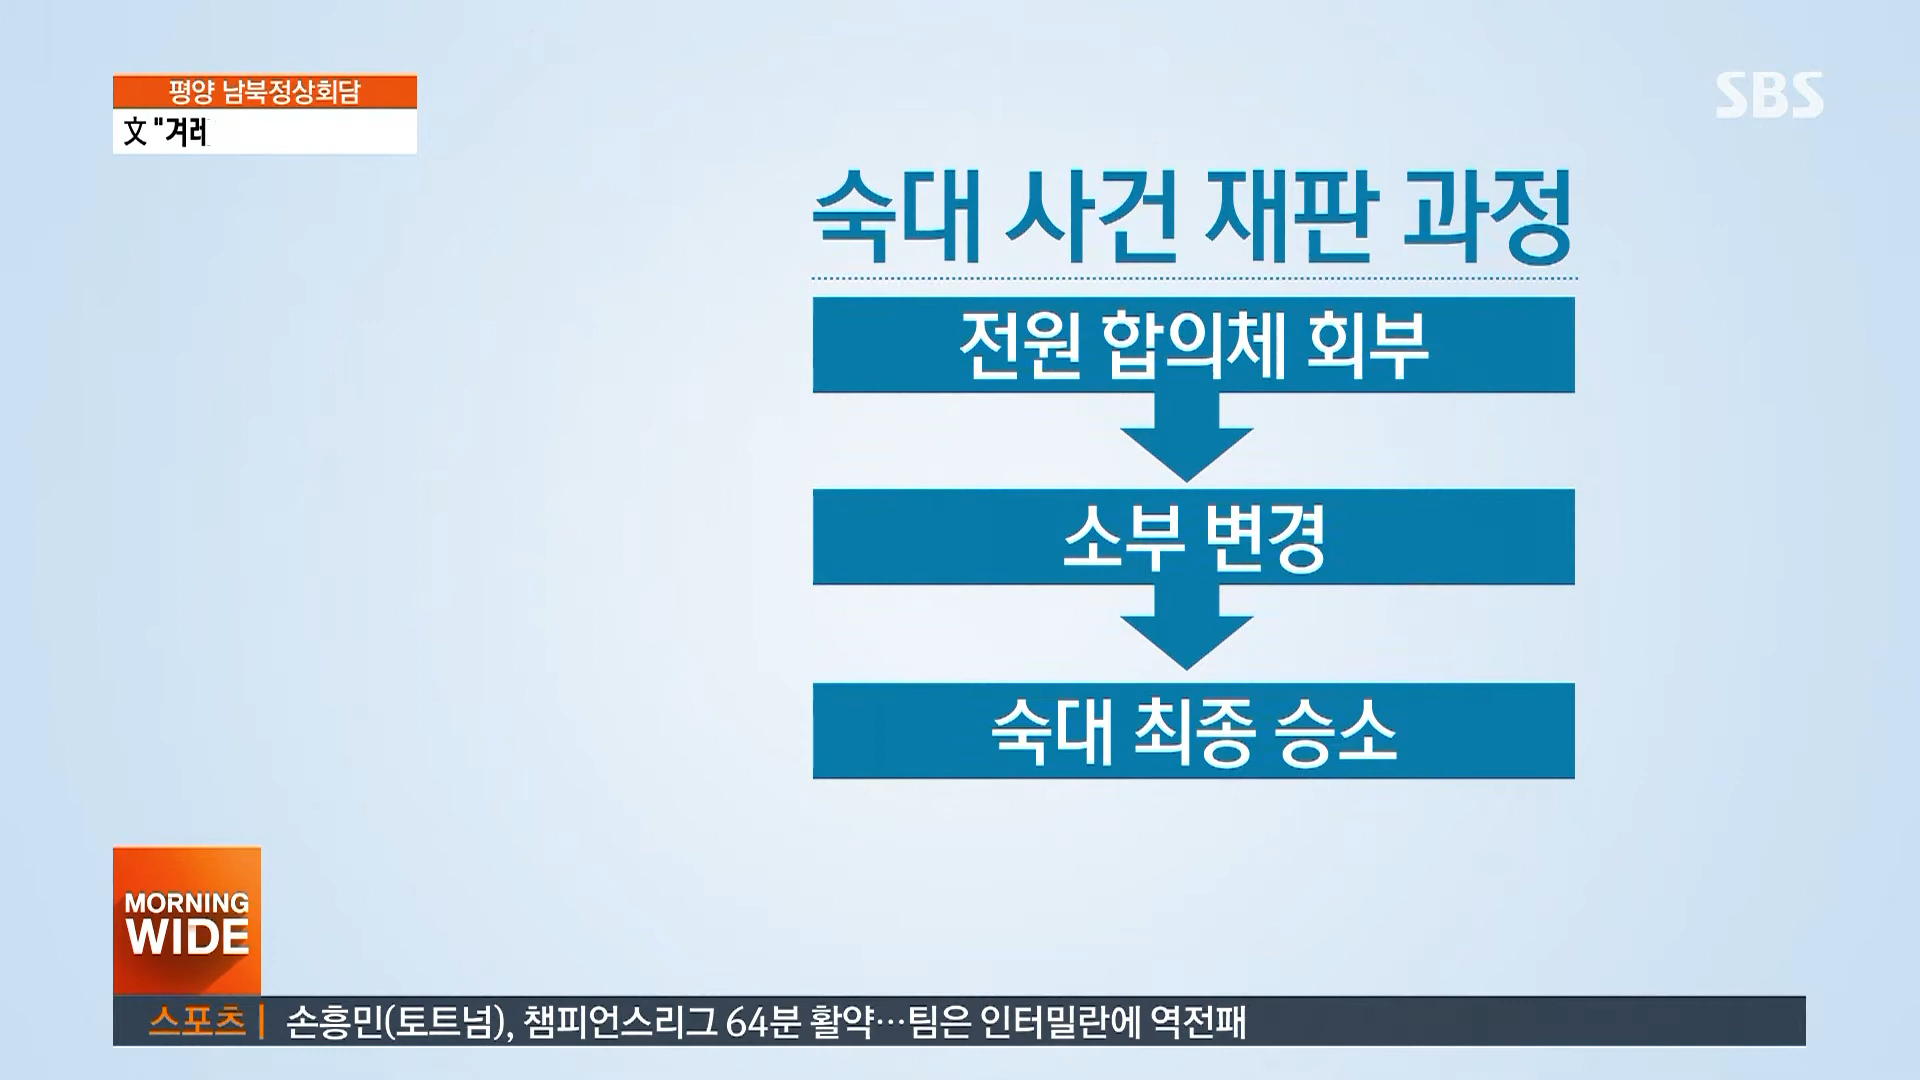 평양 남북정상회담
文 "겨레
SBS
숙대 사건 재판 과정
전원 합의체 회부
소부 변경
숙대 최종 승소
MORNING
WIDE
스포츠 | 손흥민(토트넘), 챔피언스리그 64분 활약…팀은 인터밀란에 역전패